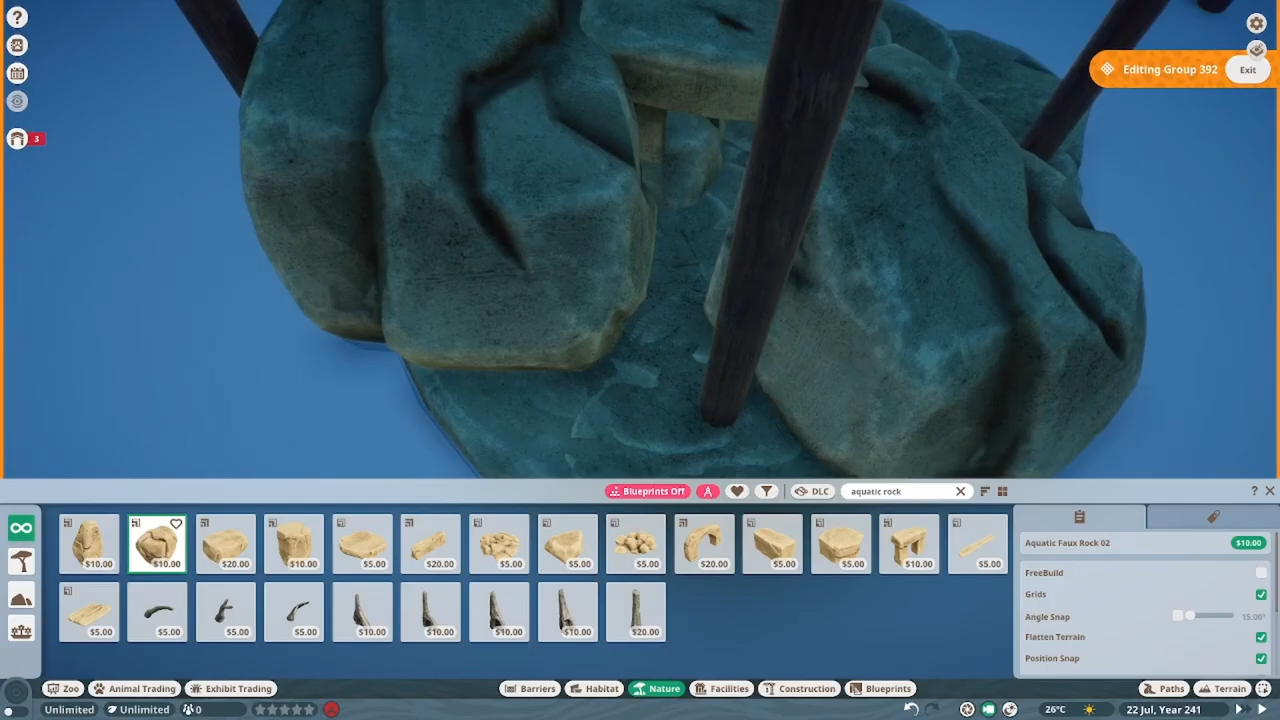 ?
Editing Group 392
Exit
3
Blueprints Off
DLC
aquatic rock
?
$10.00
$10.00
$20.00
$10.00
$5.00
$20.00
$5.00
$5.00
$5.00
$20.00
$5.00
$5.00
$10.00
$5.00
$5.00
$5.00
$5.00
$5.00
$10.00
$10.00
$10.00
$10.00
$20.00
Aquatic Faux Rock 02
$10.00
FreeBuild
Grids
Angle Snap
15.00°
Flatten Terrain
Position Snap
Zoo
Animal Trading
Exhibit Trading
Barriers
Habitat
Nature
Facilities
Construction
Blueprints
Paths
Terrain
Unlimited
Unlimited
0
26°C
22 Jul, Year 241